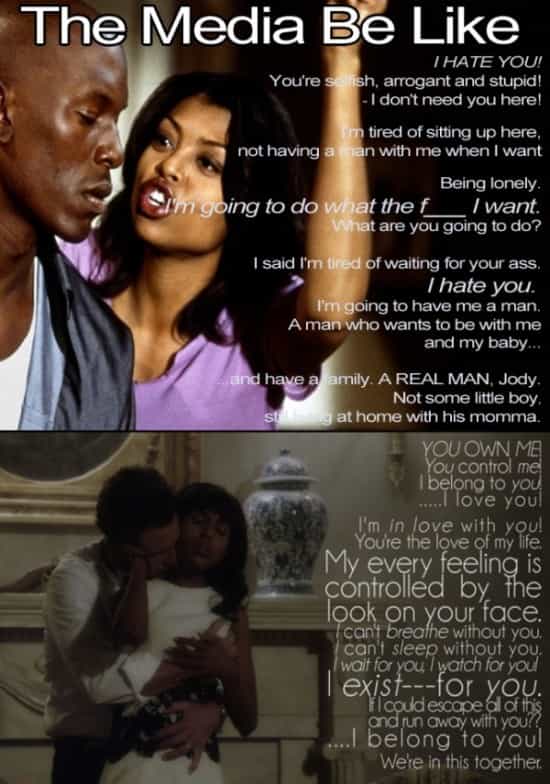 The Media Be Like
I HATE YOU!
You're selfish, arrogant and stupid!
- I don't need you here!
I'm tired of sitting up here,
not having a man with me when I want
Being lonely.
I'm going to do what the f___ I want.
What are you going to do?
I said I'm tired of waiting for your ass.
I hate you.
I'm going to have me a man.
A man who wants to be with me
and my baby...
...and have a family. A REAL MAN, Jody.
Not some little boy.
at home with his momma.
YOU OWN ME!
You control me!
I belong to you!
.....I love you!
I'm in love with you!
You're the love of my life.
My every feeling is
controlled by the
look on your face.
I can't breathe without you.
I can't sleep without you.
I wait for you, I watch for you!
I exist---for you.
If I could escape all of this
and run away with you??
....I belong to you!
We're in this together.